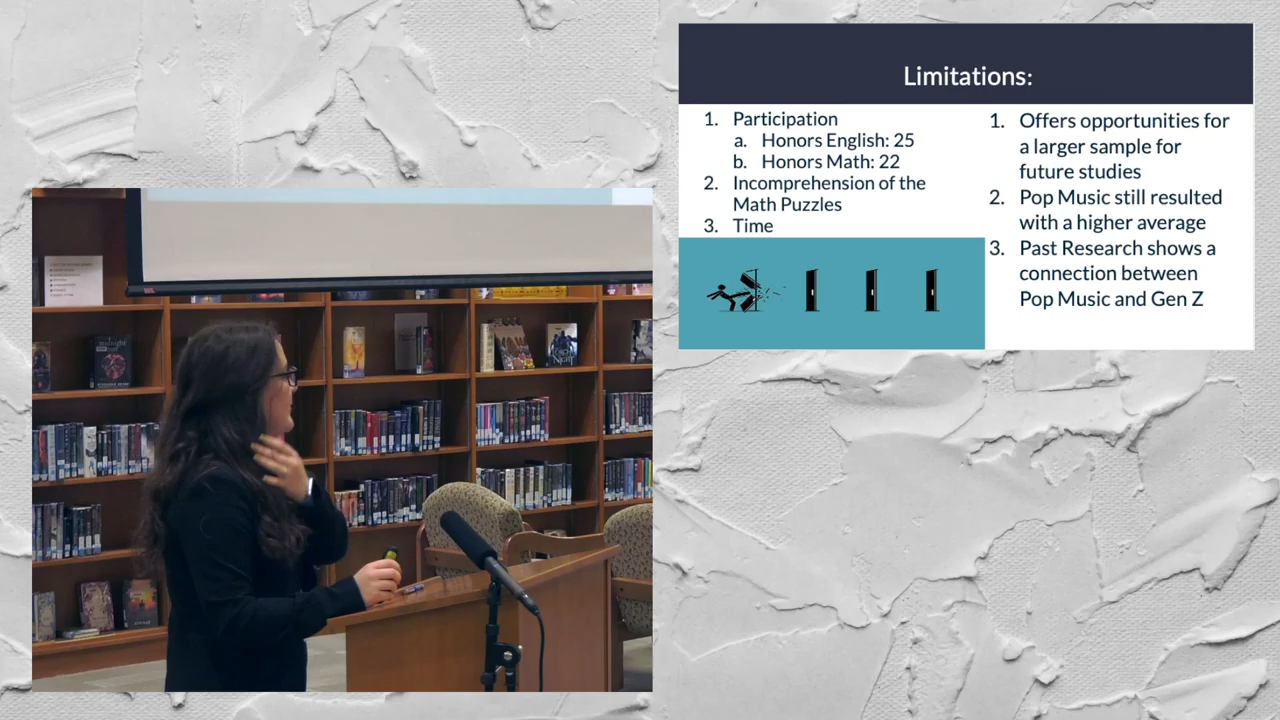 Limitations:
1. Participation
a. Honors English: 25
b. Honors Math: 22
2. Incomprehension of the
Math Puzzles
3. Time
1. Offers opportunities for
a larger sample for
future studies
2. Pop Music still resulted
with a higher average
3. Past Research shows a
connection between
Pop Music and Gen Z
midnight